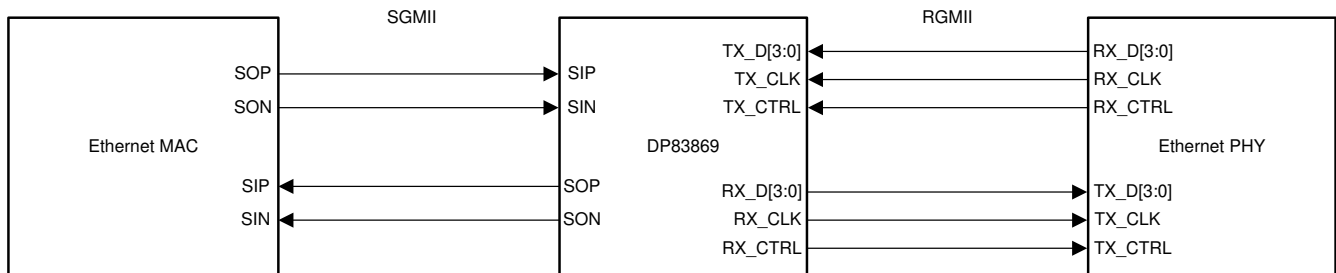 SGMII
RGMII
SOP
SON
Ethernet MAC
SIP
SIN
SIP
SIN
DP83869
SOP
SON
TX_D[3:0]
TX_CLK
TX_CTRL
RX_D[3:0]
RX_CLK
RX_CTRL
RX_D[3:0]
RX_CLK
RX_CTRL
Ethernet PHY
TX_D[3:0]
TX_CLK
TX_CTRL